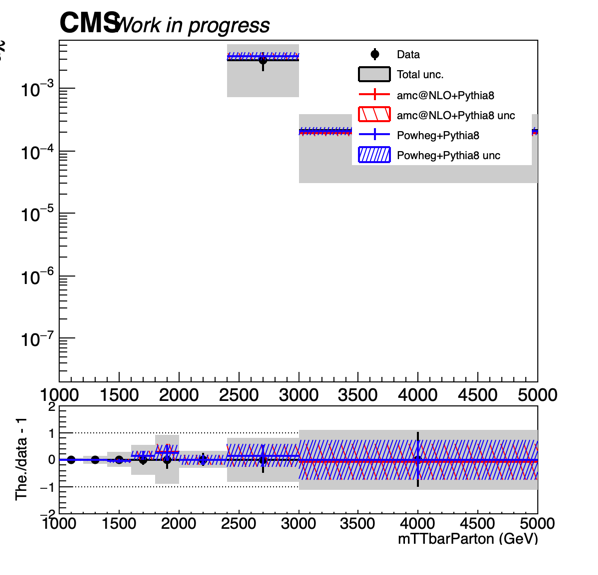 CMS Work in progress
Data
Total unc.
amc@NLO+Pythia8
amc@NLO+Pythia8 unc
Powheg+Pythia8
Powheg+Pythia8 unc
10⁻³
10⁻⁴
10⁻⁵
10⁻⁶
10⁻⁷
1000 1500 2000 2500 3000 3500 4000 4500 5000
The./data - 1
2
1
0
−1
−2
1000 1500 2000 2500 3000 3500 4000 4500 5000
mTTbarParton (GeV)